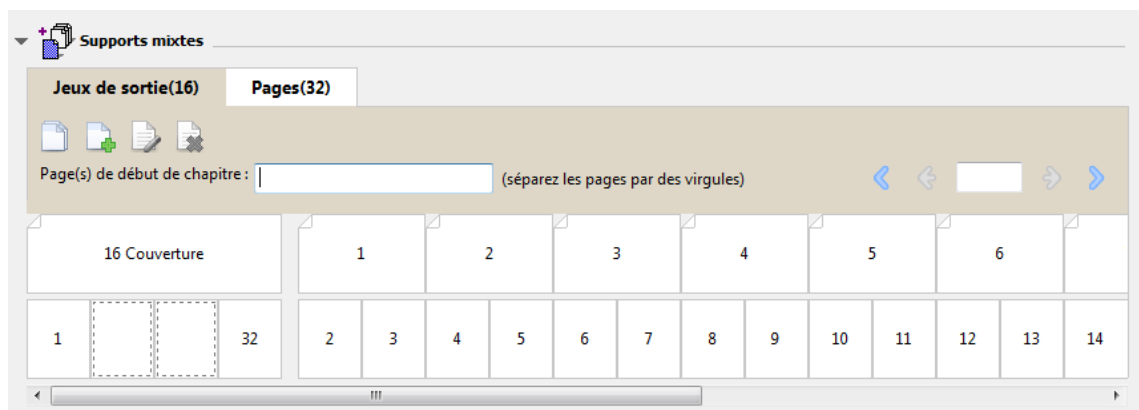 Supports mixtes
Jeux de sortie(16) Pages(32)
Page(s) de début de chapitre : (séparez les pages par des virgules)
16 Couverture 1 2 3 4 5 6
1 32 2 3 4 5 6 7 8 9 10 11 12 13 14